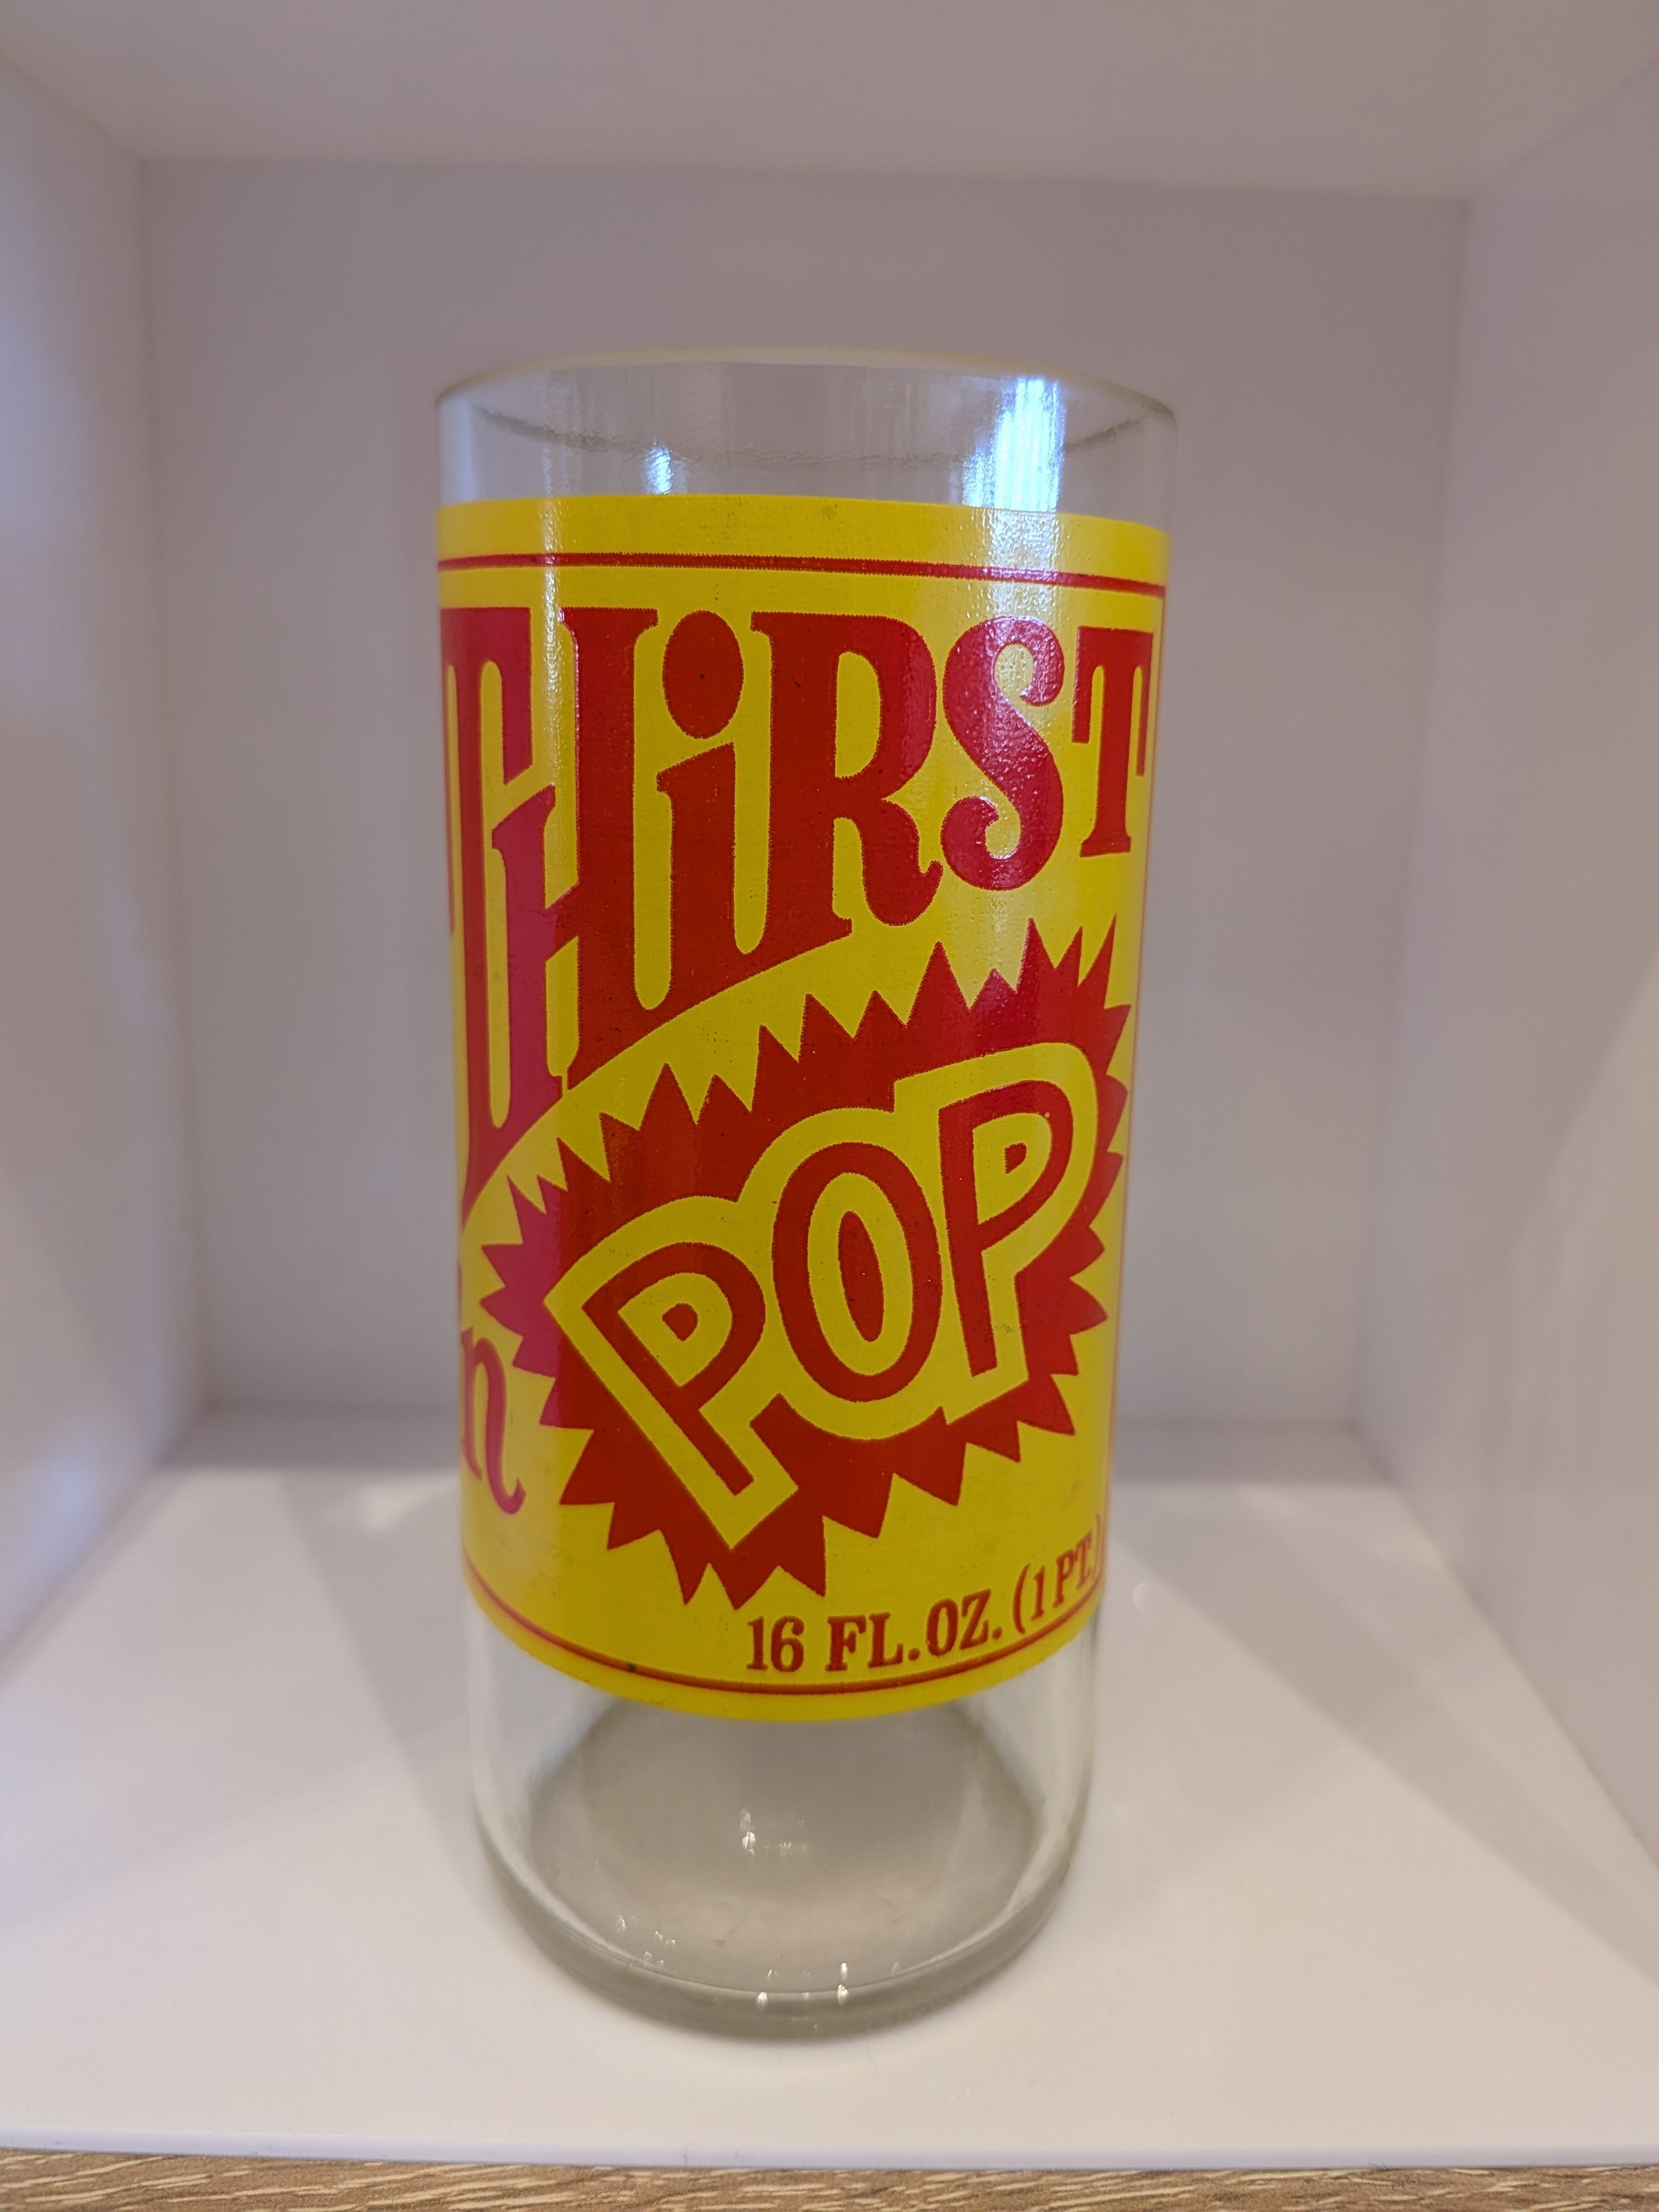 THiRST
POP
16 FL. OZ. (1 PT.)